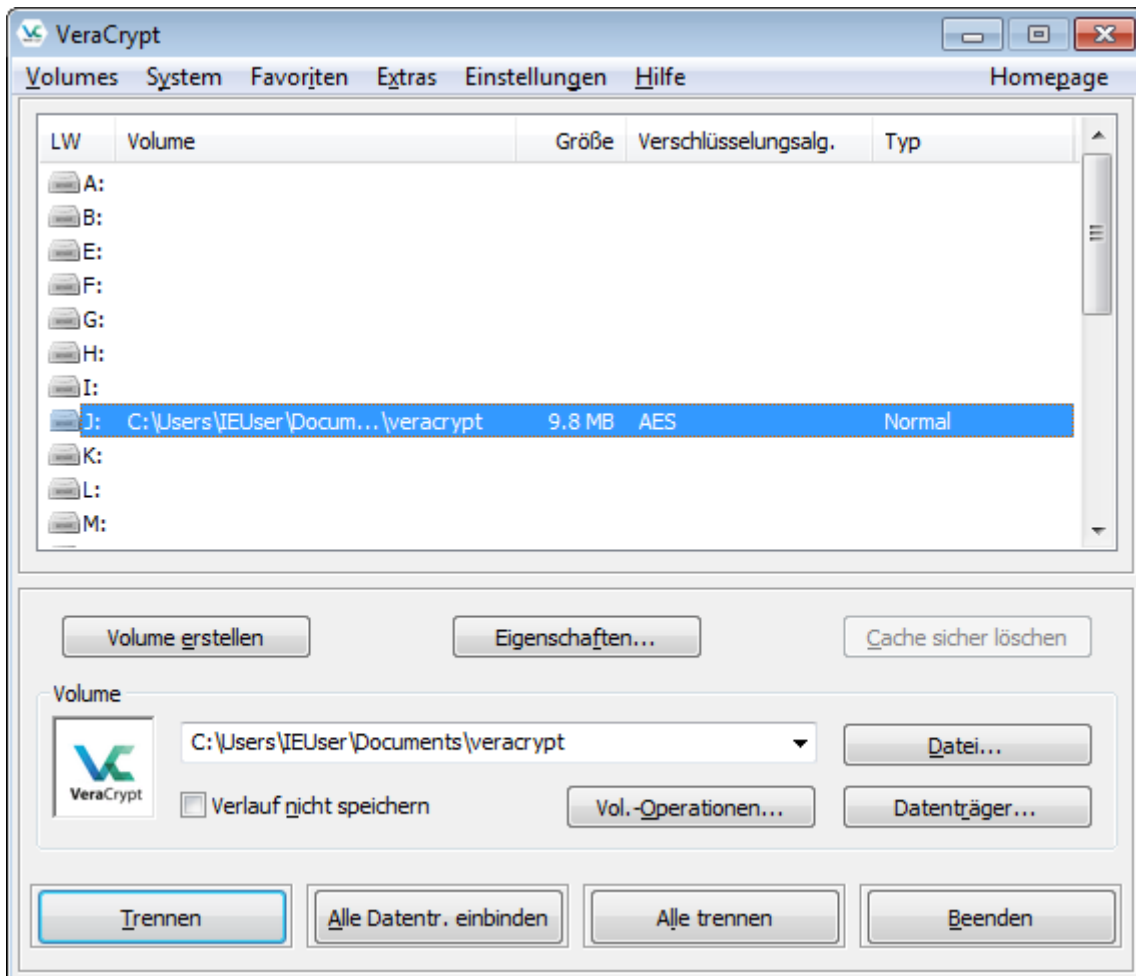 VeraCrypt
Volumes System Favoriten Extras Einstellungen Hilfe Homepage
LW Volume Größe Verschlüsselungsalg. Typ
A:
B:
E:
F:
G:
H:
I:
J: C:\Users\IEUser\Docum...\veracrypt 9.8 MB AES Normal
K:
L:
M:
Volume erstellen Eigenschaften... Cache sicher löschen
Volume
C:\Users\IEUser\Documents\veracrypt Datei...
VeraCrypt
Verlauf nicht speichern Vol.-Operationen... Datenträger...
Trennen Alle Datentr. einbinden Alle trennen Beenden